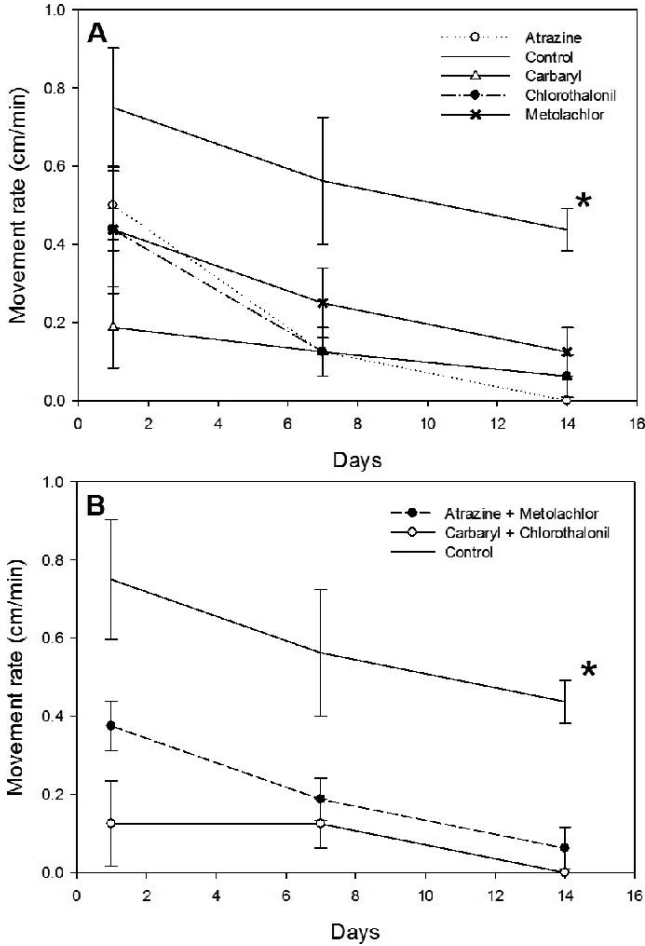 1.0
A
Atrazine
Control
0.8
Carbaryl
Chlorothalonil
Metolachlor
0.6
*
0.4
0.2
0.0
Movement rate (cm/min)
0 2 4 6 8 10 12 14 16
Days
1.0
B
Atrazine + Metolachlor
Carbaryl + Chlorothalonil
Control
0.8
0.6
*
0.4
0.2
0.0
Movement rate (cm/min)
0 2 4 6 8 10 12 14 16
Days